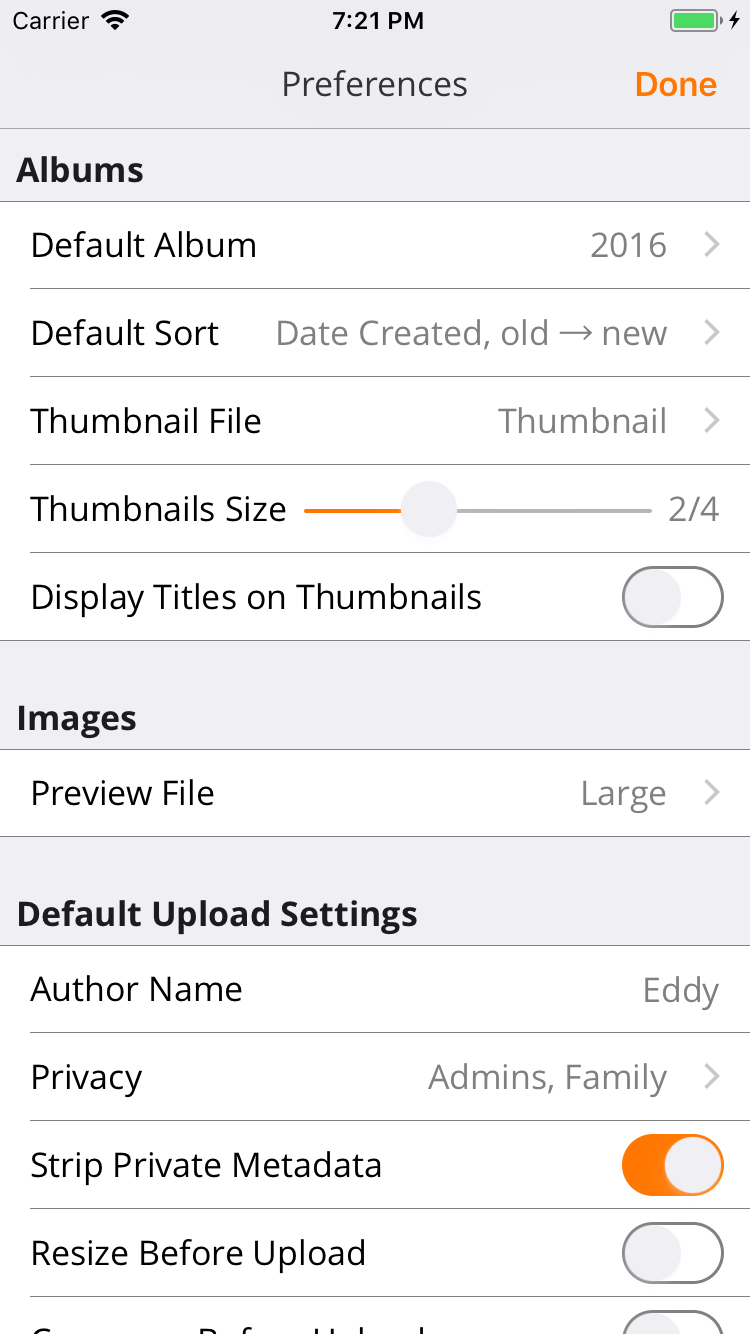 Carrier 7:21 PM
Preferences Done
Albums
Default Album 2016
Default Sort Date Created, old → new
Thumbnail File Thumbnail
Thumbnails Size 2/4
Display Titles on Thumbnails
Images
Preview File Large
Default Upload Settings
Author Name Eddy
Privacy Admins, Family
Strip Private Metadata
Resize Before Upload